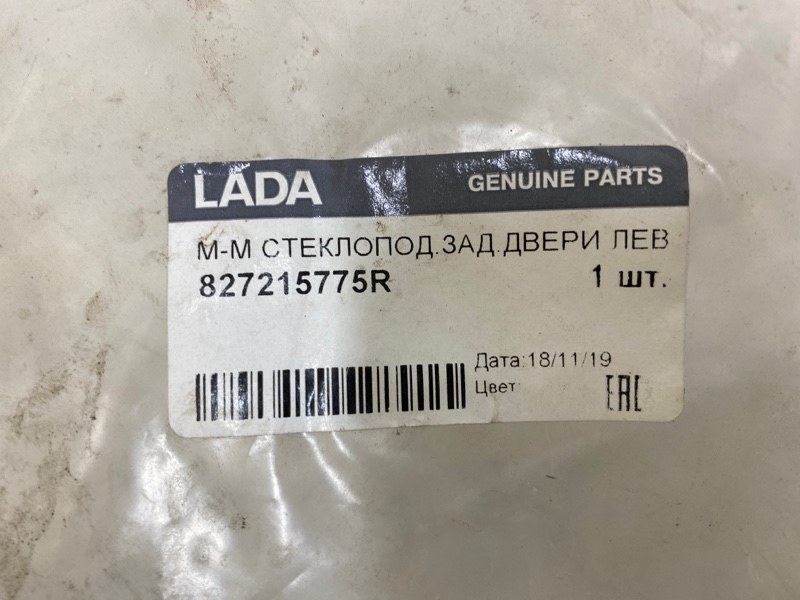 LADA GENUINE PARTS
М-М СТЕКЛОПОД.ЗАД.ДВЕРИ ЛЕВ
827215775R 1 шт.
Дата:18/11/19
Цвет:
EAC